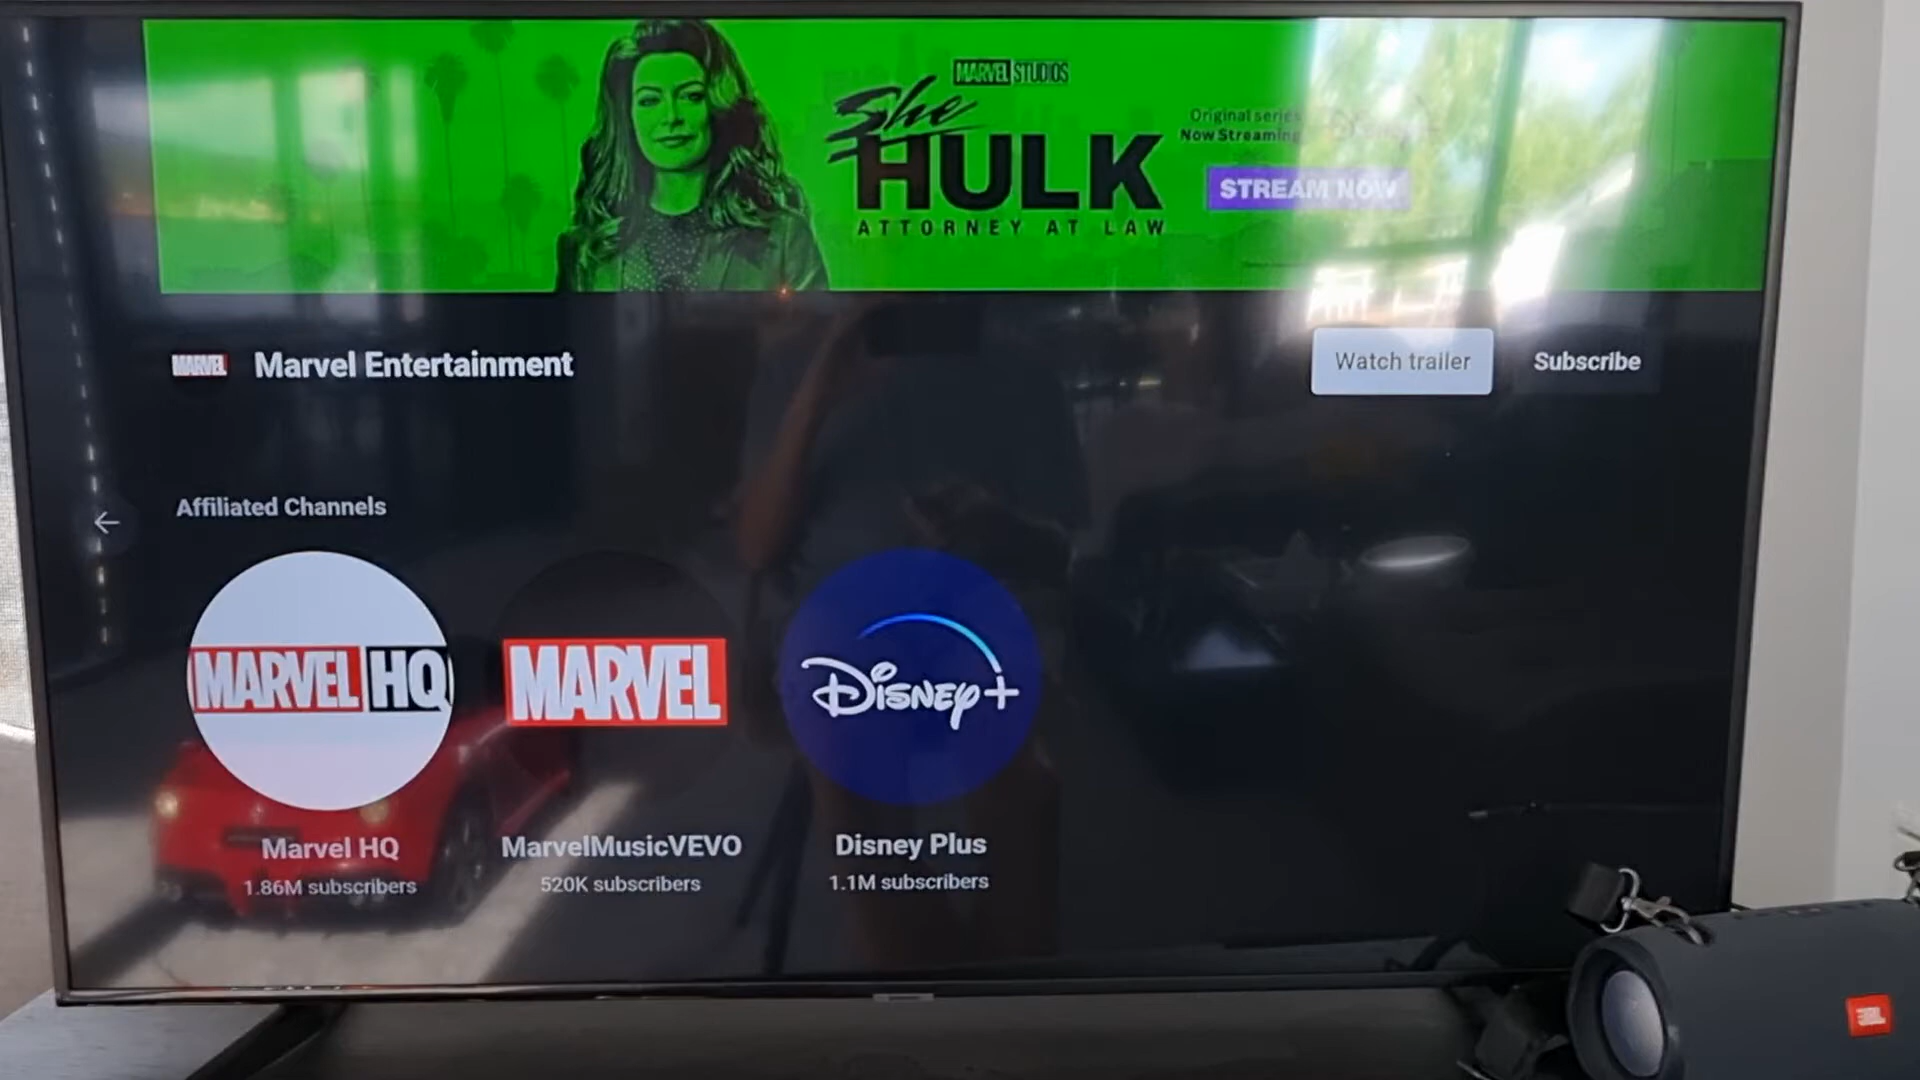 MARVEL STUDIOS
She
HULK
ATTORNEY AT LAW
Original series
Now Streaming
STREAM NOW
MARVEL
Marvel Entertainment
Watch trailer
Subscribe
Affiliated Channels
MARVEL HQ
MARVEL
Disney+
Marvel HQ
1.86M subscribers
MarvelMusicVEVO
520K subscribers
Disney Plus
1.1M subscribers
JBL